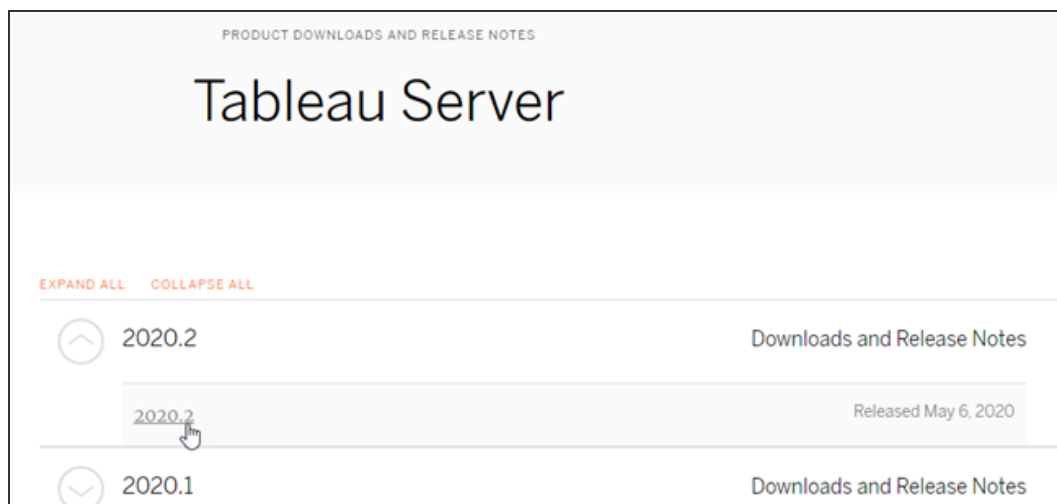 PRODUCT DOWNLOADS AND RELEASE NOTES
Tableau Server
EXPAND ALL COLLAPSE ALL
2020.2 Downloads and Release Notes
2020.2 Released May 6, 2020
2020.1 Downloads and Release Notes